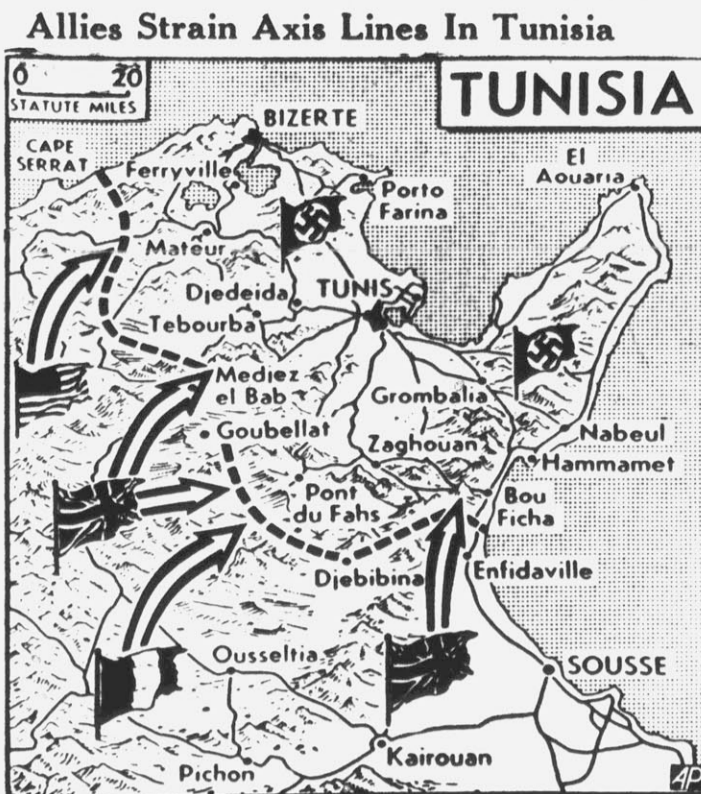 Allies Strain Axis Lines In Tunisia
0 20
STATUTE MILES
TUNISIA
BIZERTE
CAPE
SERRAT
Ferryville
El
Aouaria
Porto
Farina
Mateur
Djedeida
TUNIS
Tebourba
Medjez
el Bab
Grombalia
Goubellat
Zaghouan
Nabeul
Hammamet
Pont
du Fahs
Bou
Ficha
Djebibina
Enfidaville
Ousseltia
SOUSSE
Kairouan
Pichon
AP